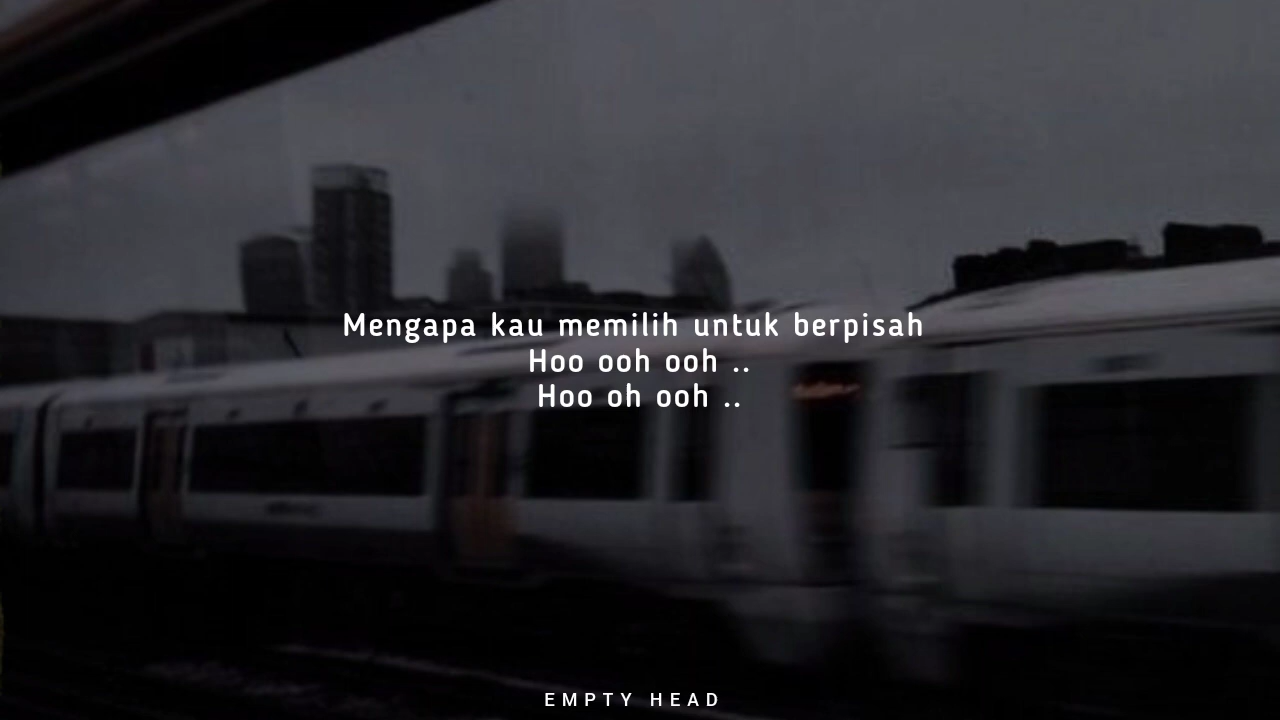 Mengapa kau memilih untuk berpisah
Hoo ooh ooh ..
Hoo oh ooh ..
EMPTY HEAD